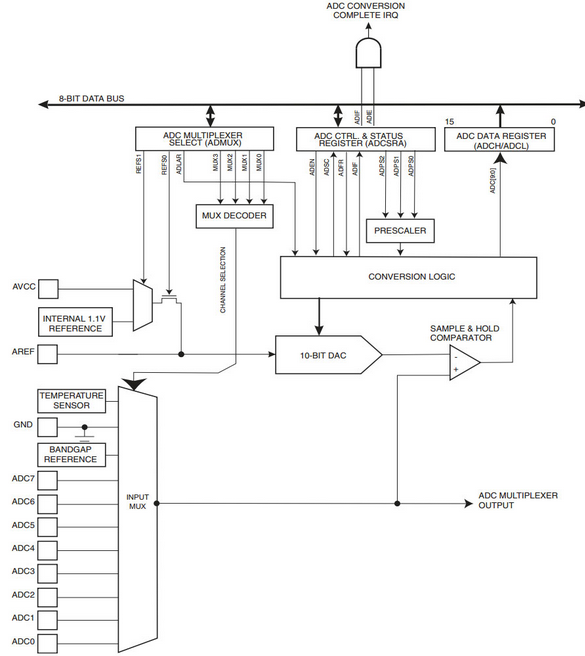 ADC CONVERSION
COMPLETE IRQ
8-BIT DATA BUS
ADIF
ADIE
15
0
ADC MULTIPLEXER
SELECT (ADMUX)
ADC CTRL. & STATUS
REGISTER (ADCSRA)
ADC DATA REGISTER
(ADCH/ADCL)
REFS1
REFS0
ADLAR
MUX3
MUX2
MUX1
MUX0
ADEN
ADSC
ADFR
ADIF
ADPS2
ADPS1
ADPS0
ADC[9:0]
MUX DECODER
PRESCALER
CHANNEL SELECTION
CONVERSION LOGIC
AVCC
INTERNAL 1.1V
REFERENCE
SAMPLE & HOLD
COMPARATOR
AREF
10-BIT DAC
-
+
TEMPERATURE
SENSOR
GND
BANDGAP
REFERENCE
ADC7
ADC6
INPUT
MUX
ADC MULTIPLEXER
OUTPUT
ADC5
ADC4
ADC3
ADC2
ADC1
ADC0